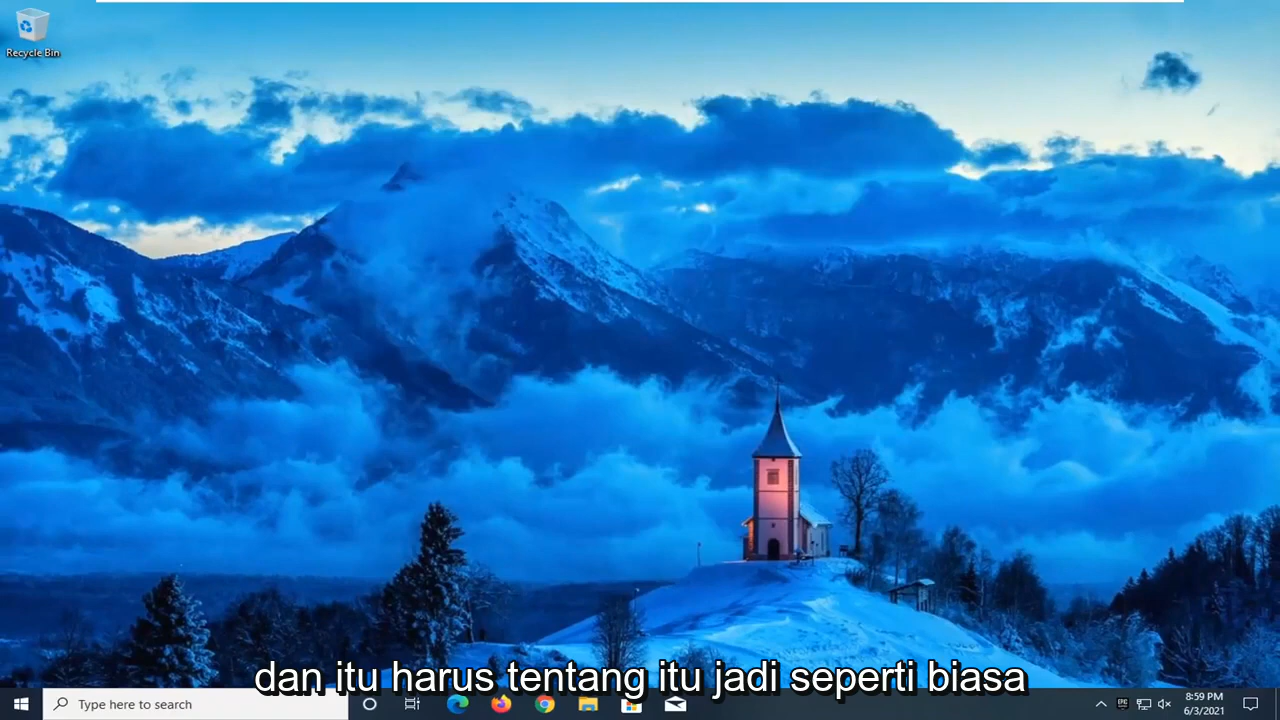 Recycle Bin
dan itu harus tentang itu jadi seperti biasa
Type here to search
EPIC
8:59 PM
6/3/2021